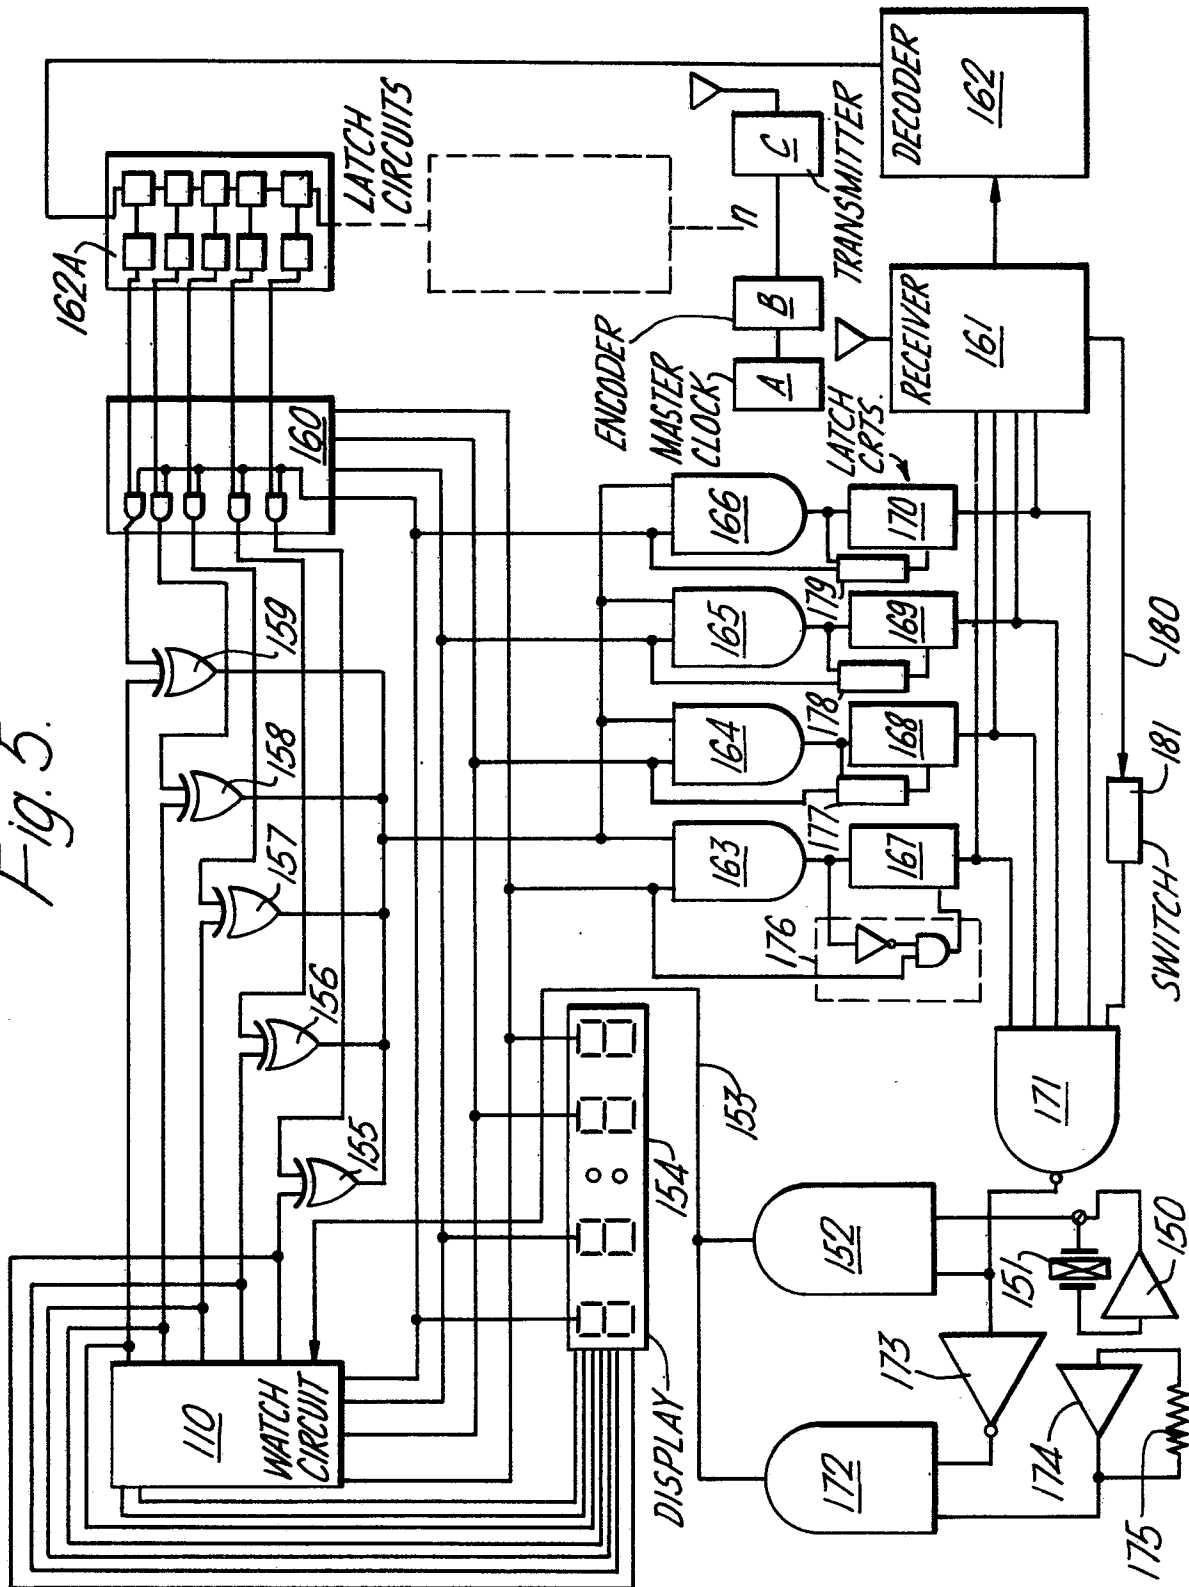 Fig. 5.
110
WATCH
CIRCUIT
155
156
157
158
159
160
162A
LATCH
CIRCUITS
n
ENCODER
MASTER
CLOCK
A
B
C
TRANSMITTER
DECODER
162
RECEIVER
161
LATCH
CRTS.
163
164
165
166
167
168
169
170
176
177
178
179
DISPLAY
154
153
152
172
173
174
175
151
150
171
SWITCH
181
180